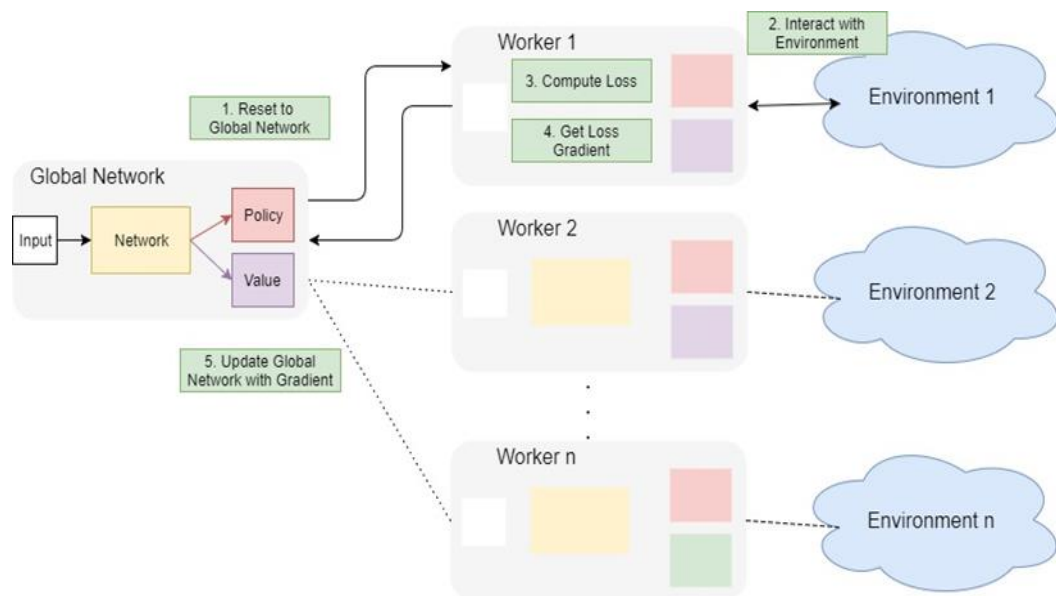 Worker 1
2. Interact with
Environment
3. Compute Loss
Environment 1
1. Reset to
Global Network
4. Get Loss
Gradient
Global Network
Input
Network
Policy
Value
Worker 2
Environment 2
5. Update Global
Network with Gradient
Worker n
Environment n